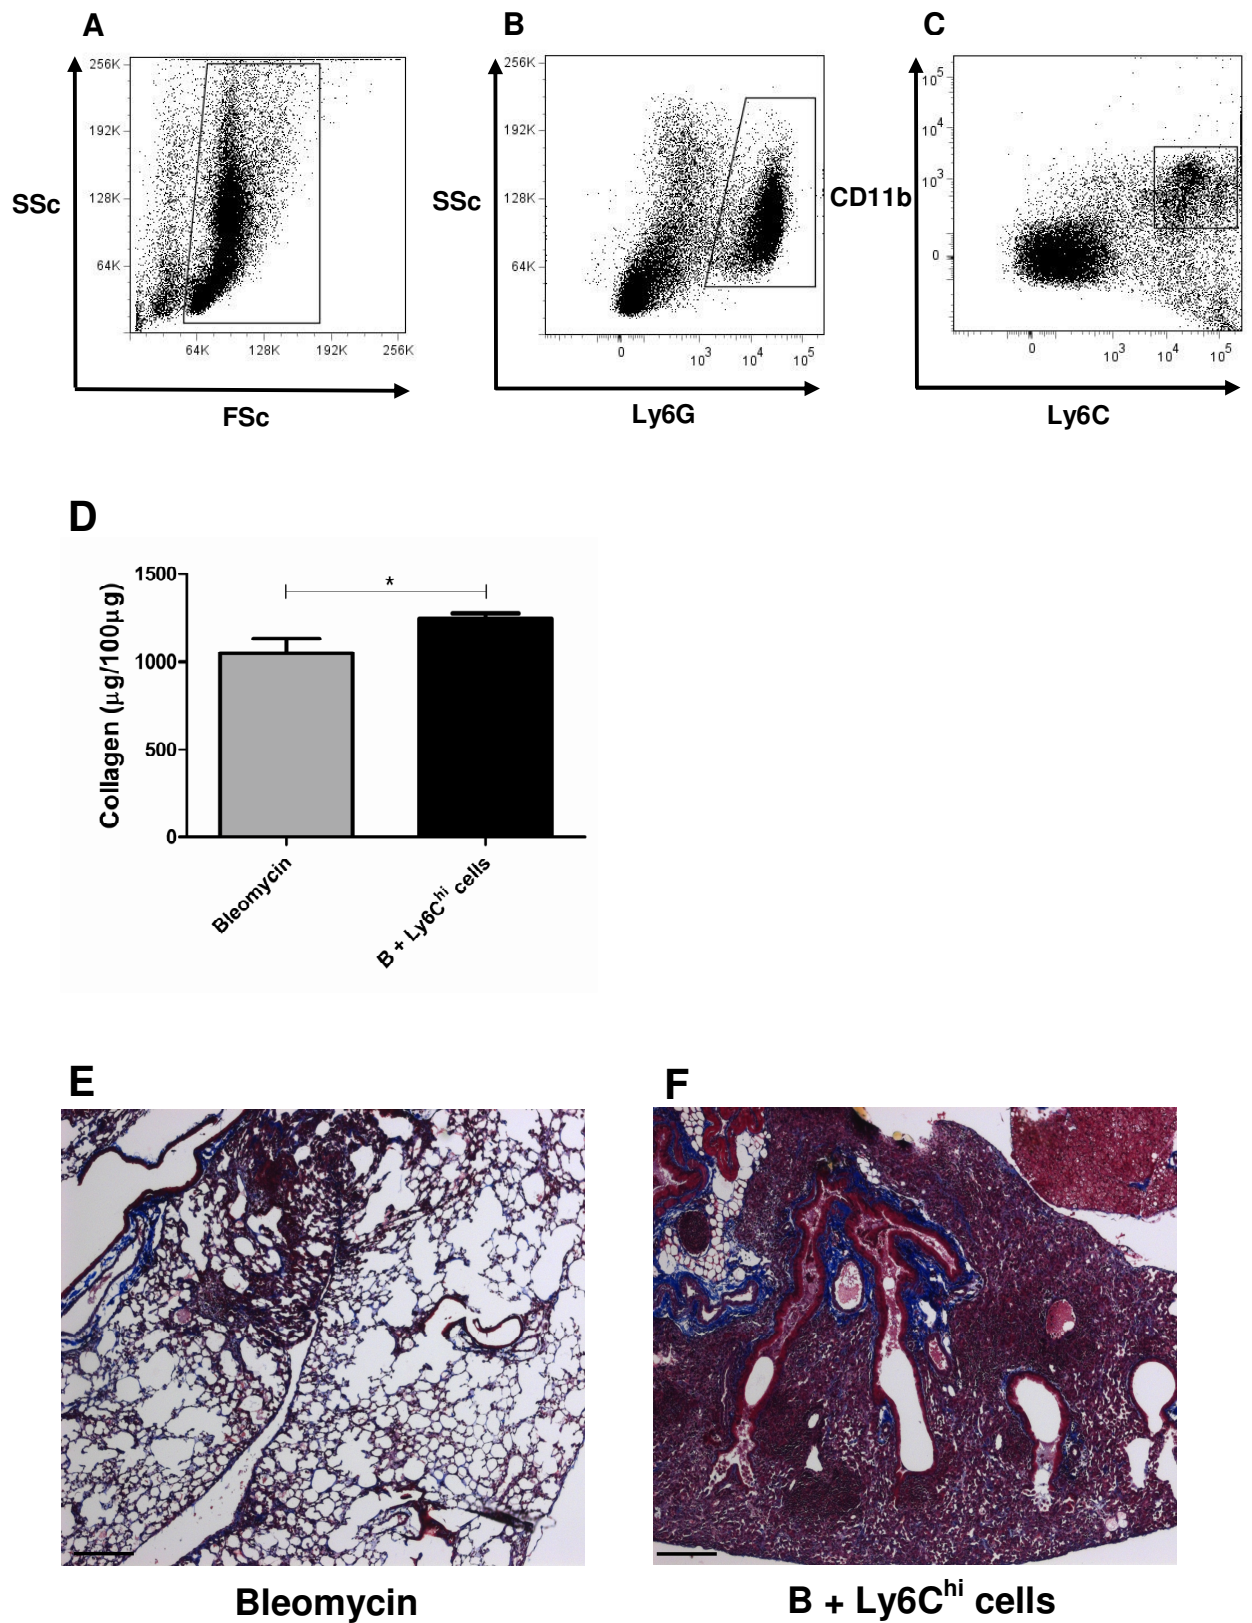 A
B
C
256K
192K
128K
64K
SSc
64K
128K
192K
256K
FSc
256K
192K
128K
64K
SSc
0
10^3
10^4
10^5
Ly6G
10^5
10^4
10^3
0
CD11b
0
10^3
10^4
10^5
Ly6C
D
1500
1000
500
0
Collagen (µg/100µg)
*
Bleomycin
B + Ly6C^hi cells
E
F
Bleomycin
B + Ly6C^hi cells